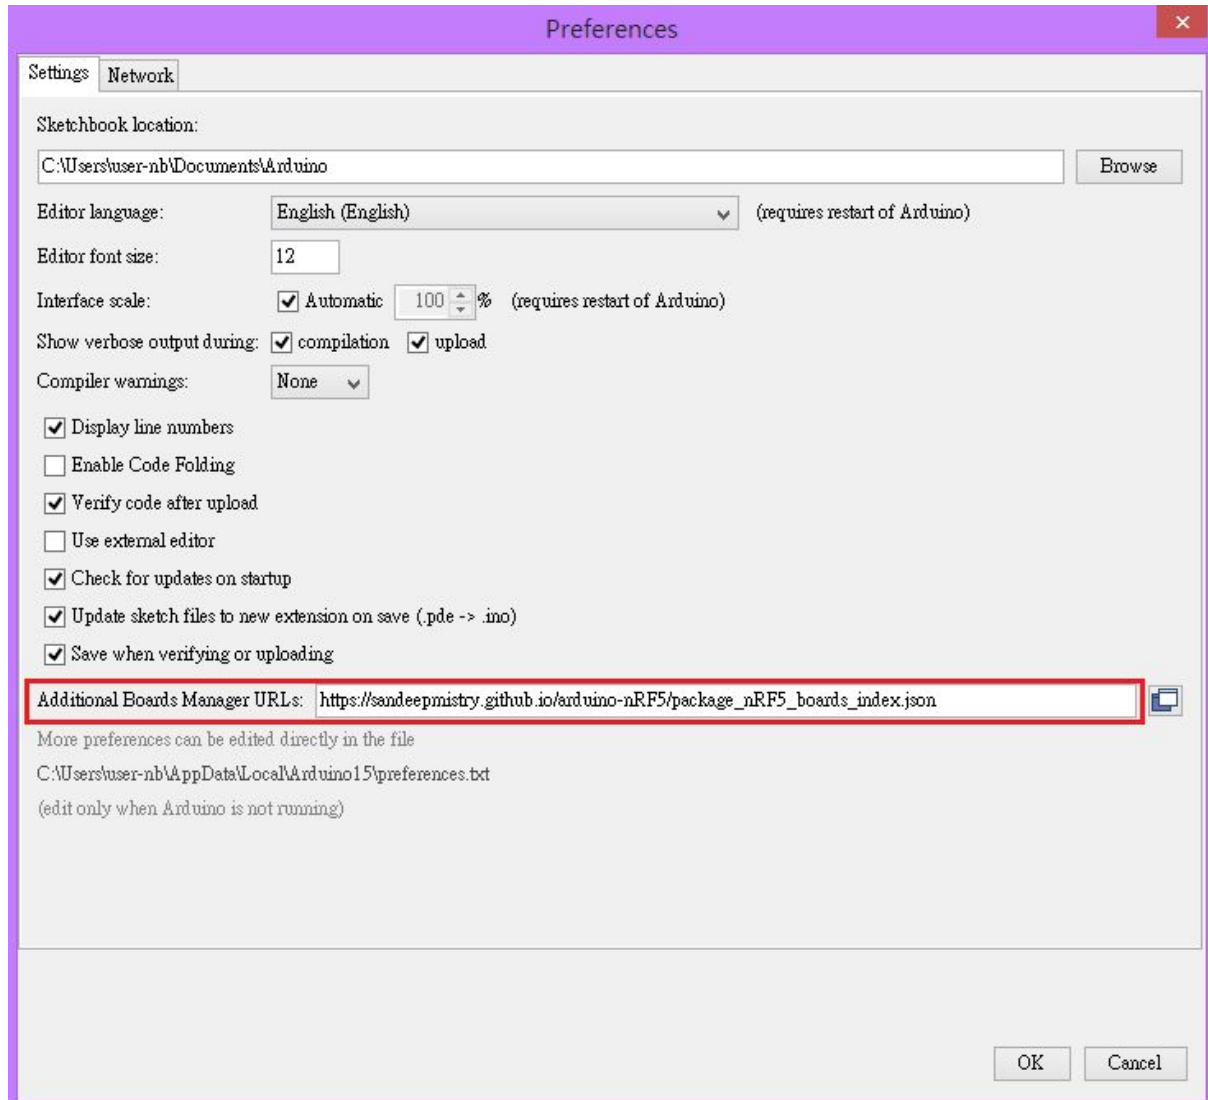 Preferences
Settings Network
Sketchbook location:
C:\Users\user-nb\Documents\Arduino Browse
Editor language: English (English) (requires restart of Arduino)
Editor font size: 12
Interface scale: Automatic 100 % (requires restart of Arduino)
Show verbose output during: compilation upload
Compiler warnings: None
Display line numbers
Enable Code Folding
Verify code after upload
Use external editor
Check for updates on startup
Update sketch files to new extension on save (.pde -> .ino)
Save when verifying or uploading
Additional Boards Manager URLs: https://sandeepmistry.github.io/arduino-nRF5/package_nRF5_boards_index.json
More preferences can be edited directly in the file
C:\Users\user-nb\AppData\Local\Arduino15\preferences.txt
(edit only when Arduino is not running)
OK Cancel